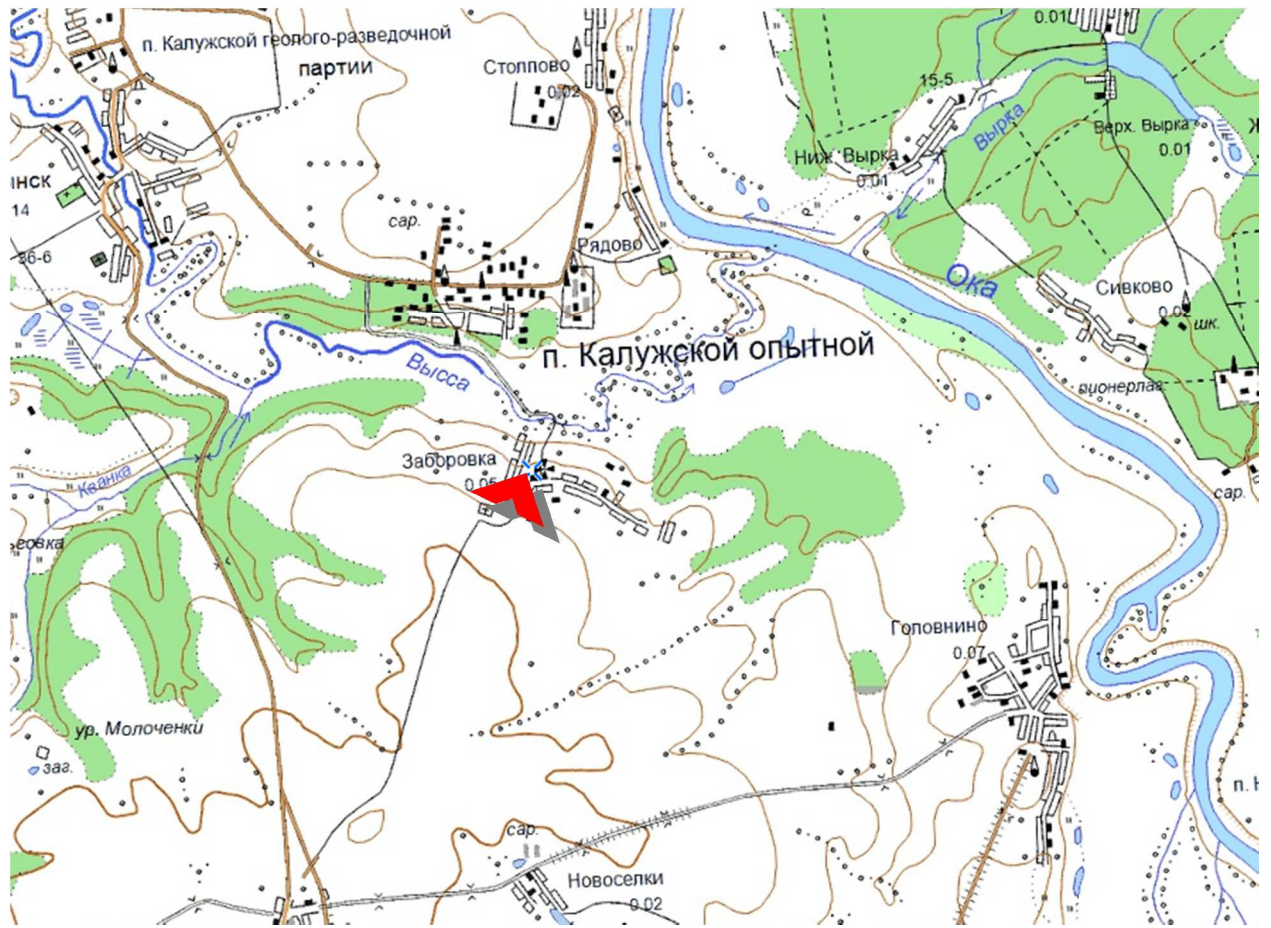 п. Калужской геолого-разведочной
партии
Столпово
0.02
0.01
15-5
Вырка
Верх. Вырка
0.01
Ниж. Вырка
0.01
ИНСК
14
36-6
сар.
Рядово
Ока
Сивково
шк.
п. Калужской опытной
Высса
пионерлаг.
Заборовка
0.05
Кванка
сар.
Головнино
0.07
ур. Молоченки
заг.
сар.
Новоселки
0.02